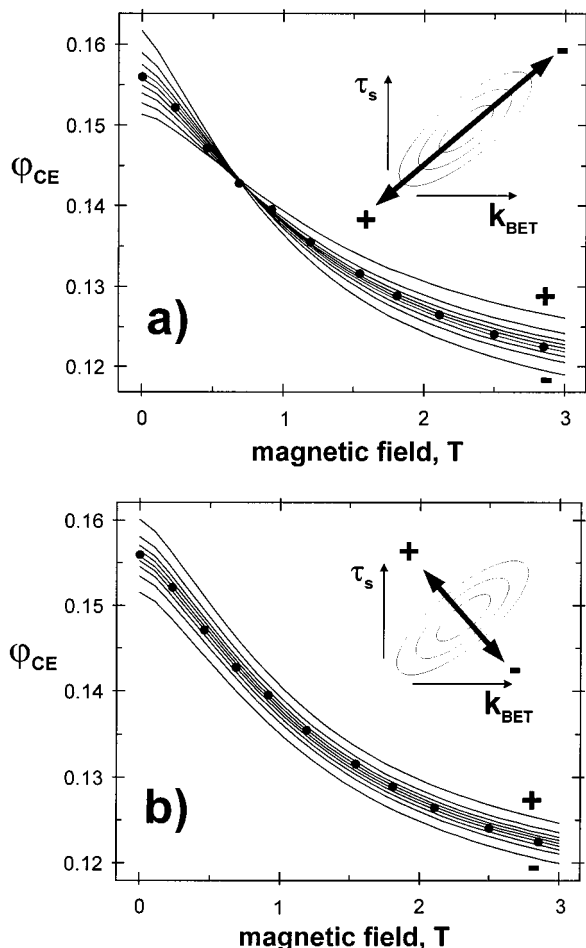 0.16
0.15
0.14
0.13
0.12
φCE
τs
kBET
-
+
+
-
a)
0 1 2 3
magnetic field, T
0.16
0.15
0.14
0.13
0.12
φCE
+
τs
-
kBET
+
-
b)
0 1 2 3
magnetic field, T